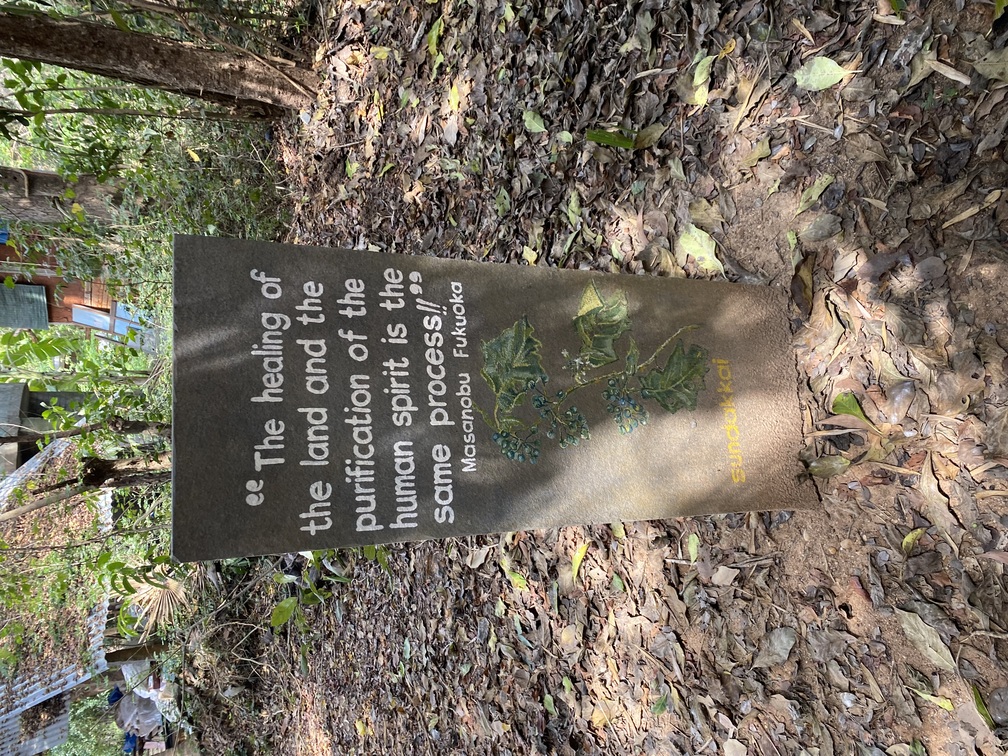 “The healing of
the land and the
purification of the
human spirit is the
same process!!”
Masanobu Fukuoka
sundakkai